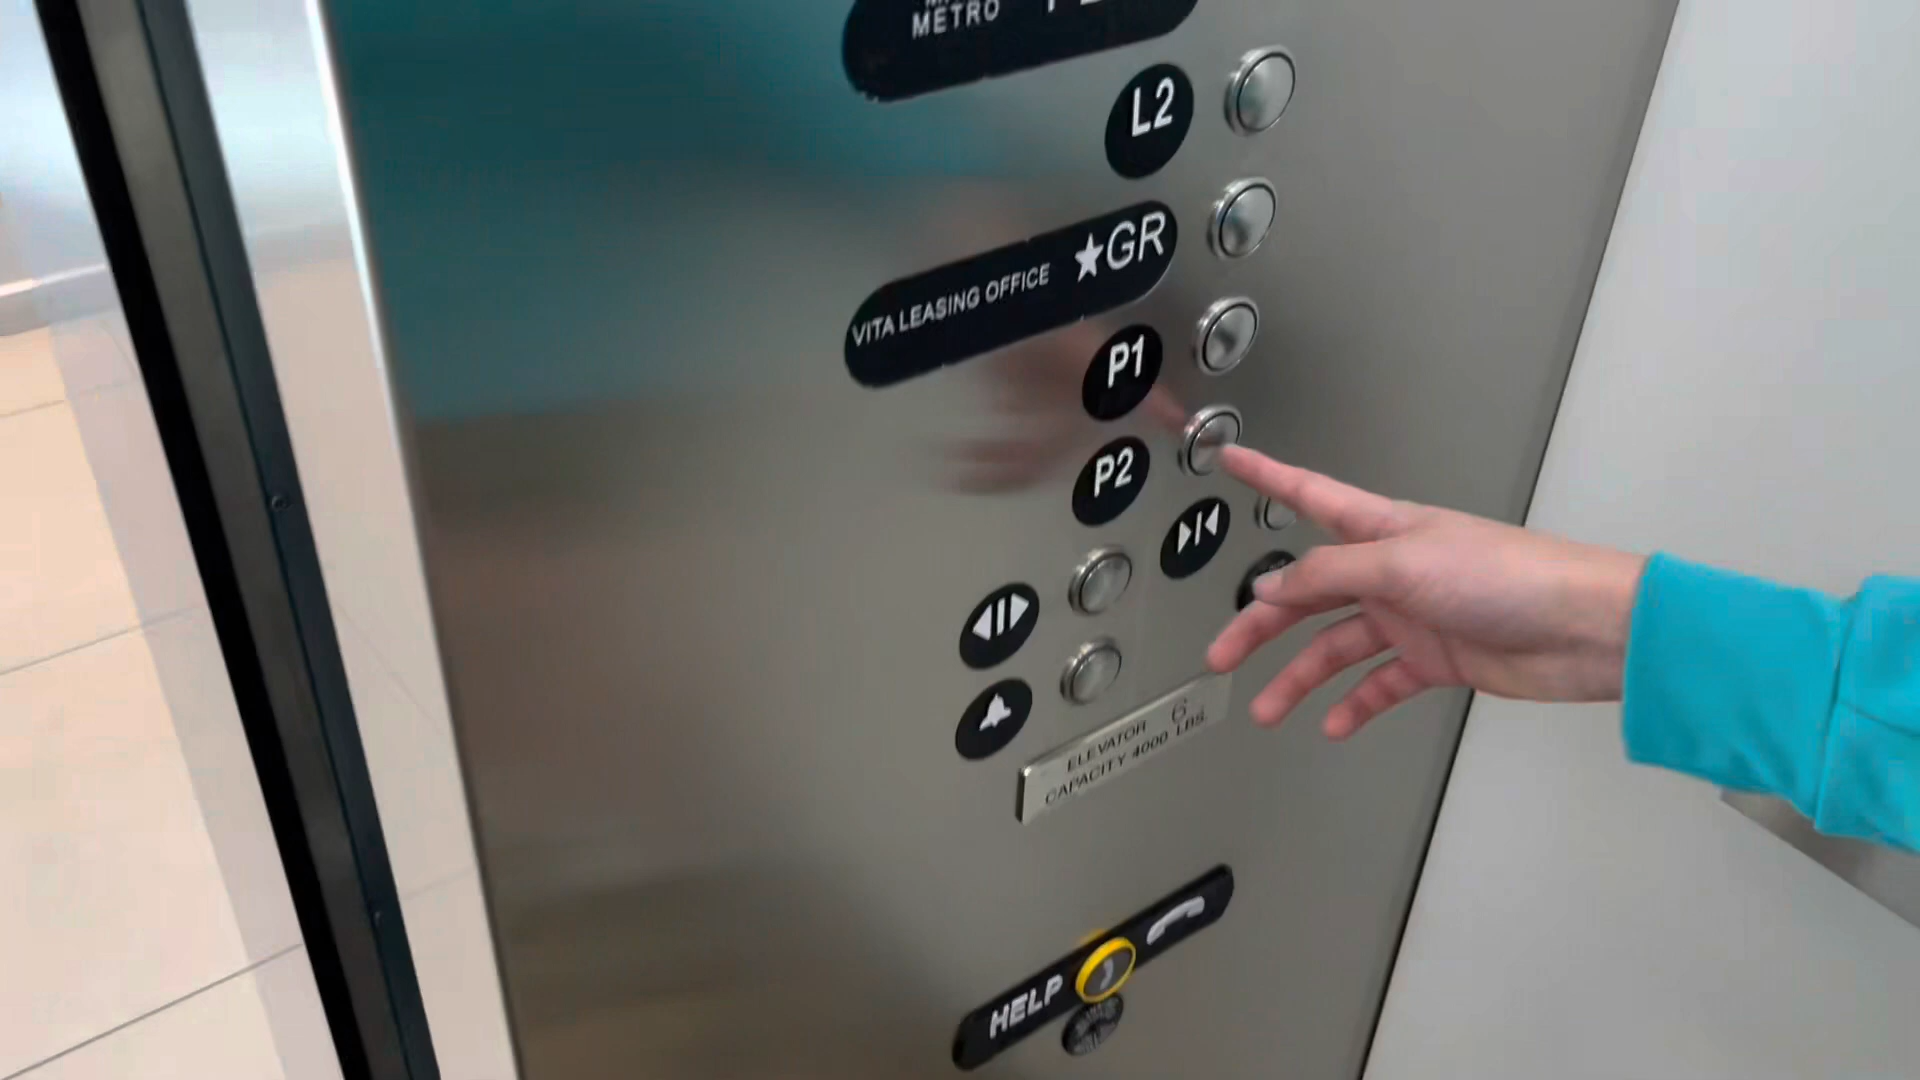 METRO
L2
VITA LEASING OFFICE ★GR
P1
P2
ELEVATOR 6
CAPACITY 4000 LBS.
HELP